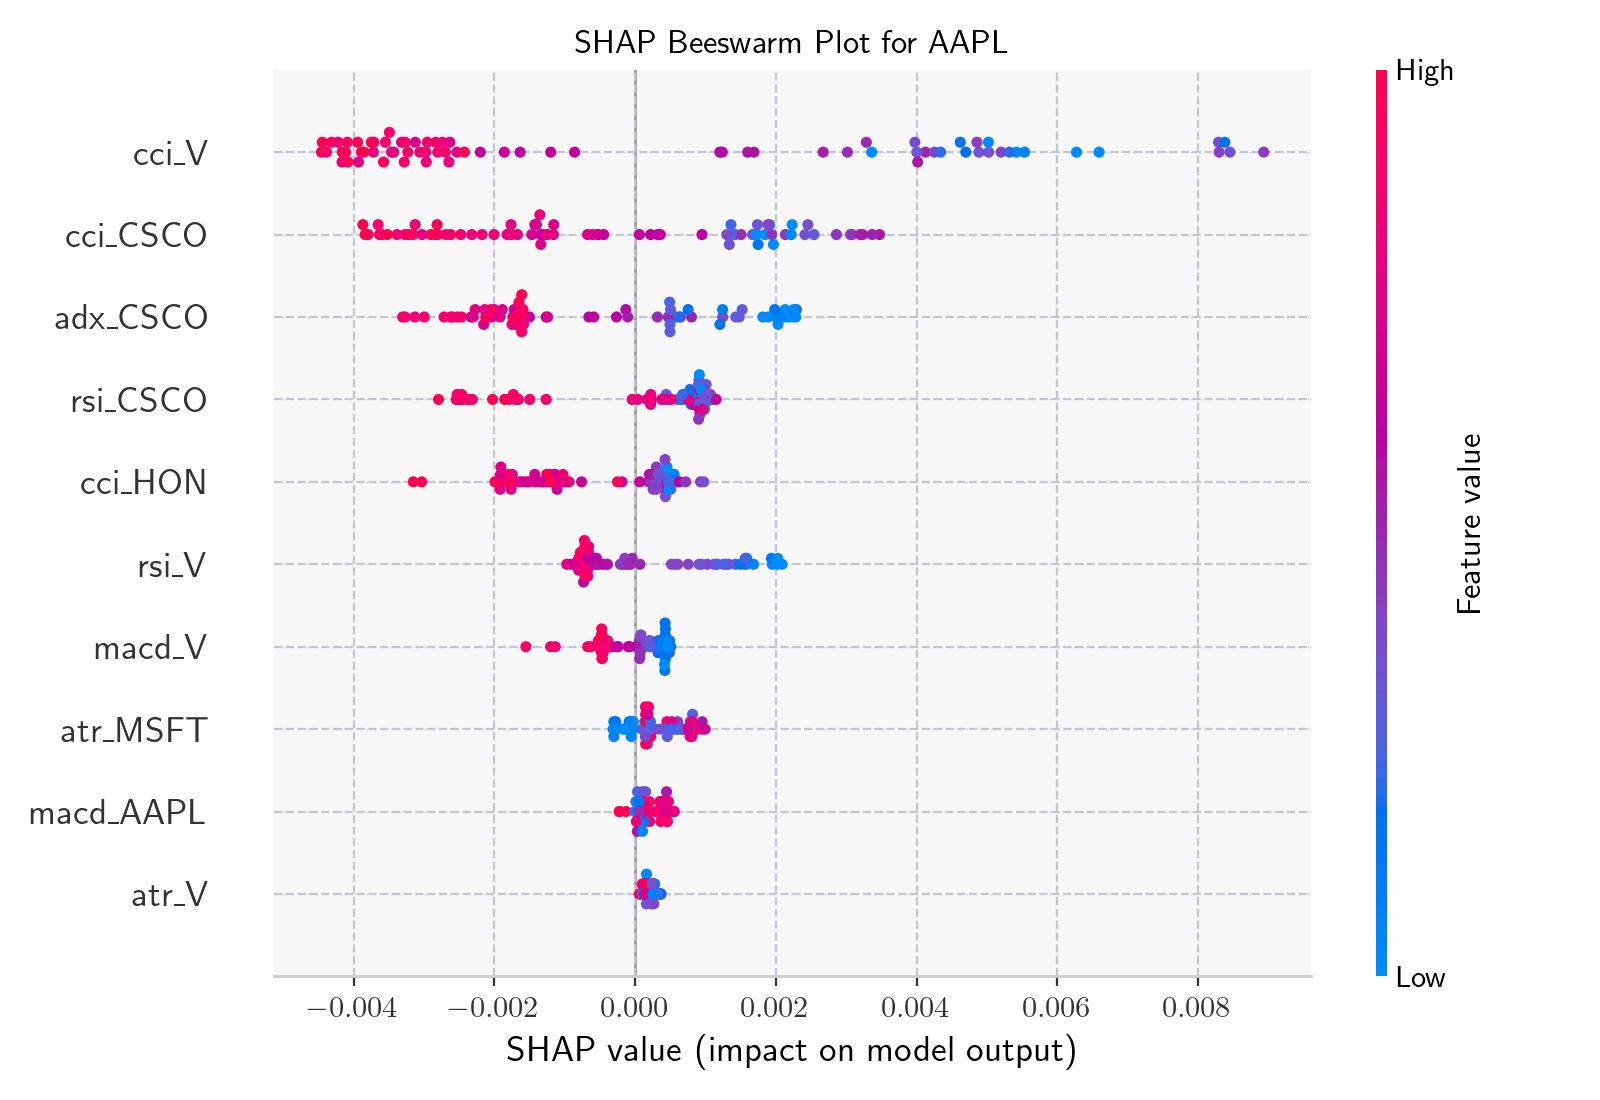 SHAP Beeswarm Plot for AAPL
High
cci_V
cci_CSCO
adx_CSCO
rsi_CSCO
cci_HON
rsi_V
macd_V
atr_MSFT
macd_AAPL
atr_V
Feature value
Low
−0.004 −0.002 0.000 0.002 0.004 0.006 0.008
SHAP value (impact on model output)